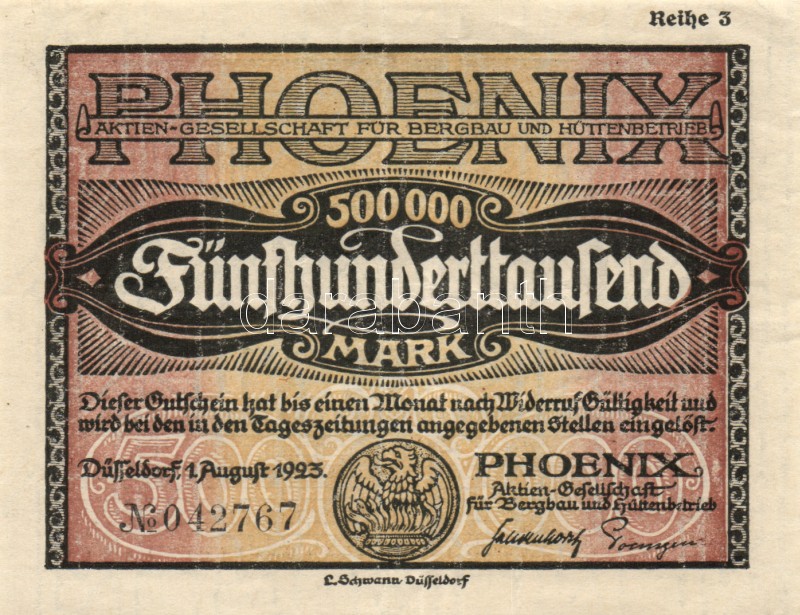 Reihe 3
PHOENIX
AKTIEN-GESELLSCHAFT FÜR BERGBAU UND HÜTTENBETRIEB
500 000
Fünfhunderttausend
darabanth
MARK
Dieser Gutschein hat bis einen Monat nach Widerruf Gültigkeit und
wird bei den in den Tageszeitungen angegebenen Stellen eingelöst.
Düsseldorf, 1. August 1923.
PHOENIX
Aktien-Gesellschaft
für Bergbau und Hüttenbetrieb
No 042767
L. Schwann Düsseldorf